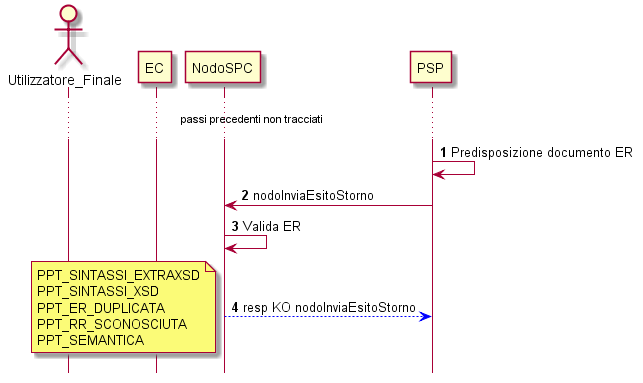 Utilizzatore_Finale
EC
NodoSPC
PSP
passi precedenti non tracciati
1 Predisposizione documento ER
2 nodoInviaEsitoStorno
3 Valida ER
PPT_SINTASSI_EXTRAXSD
PPT_SINTASSI_XSD
PPT_ER_DUPLICATA
PPT_RR_SCONOSCIUTA
PPT_SEMANTICA
4 resp KO nodoInviaEsitoStorno